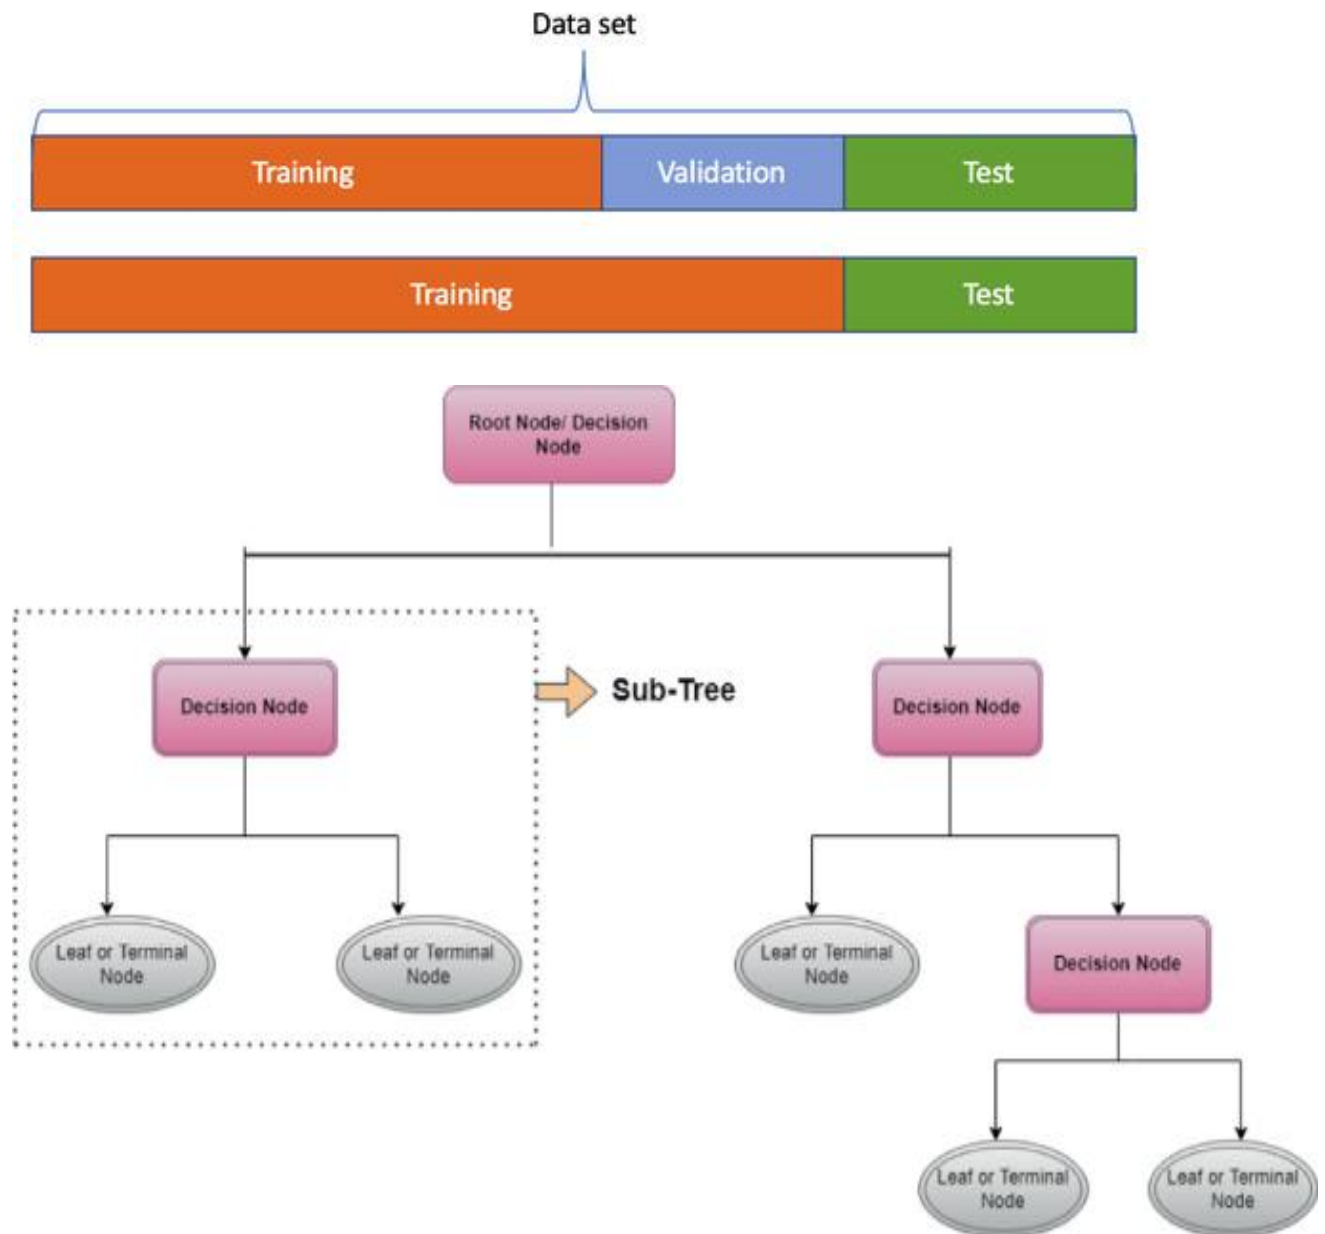 Data set
Training Validation Test
Training Test
Root Node/ Decision
Node
Decision Node
Sub-Tree
Decision Node
Leaf or Terminal
Node
Leaf or Terminal
Node
Leaf or Terminal
Node
Decision Node
Leaf or Terminal
Node
Leaf or Terminal
Node